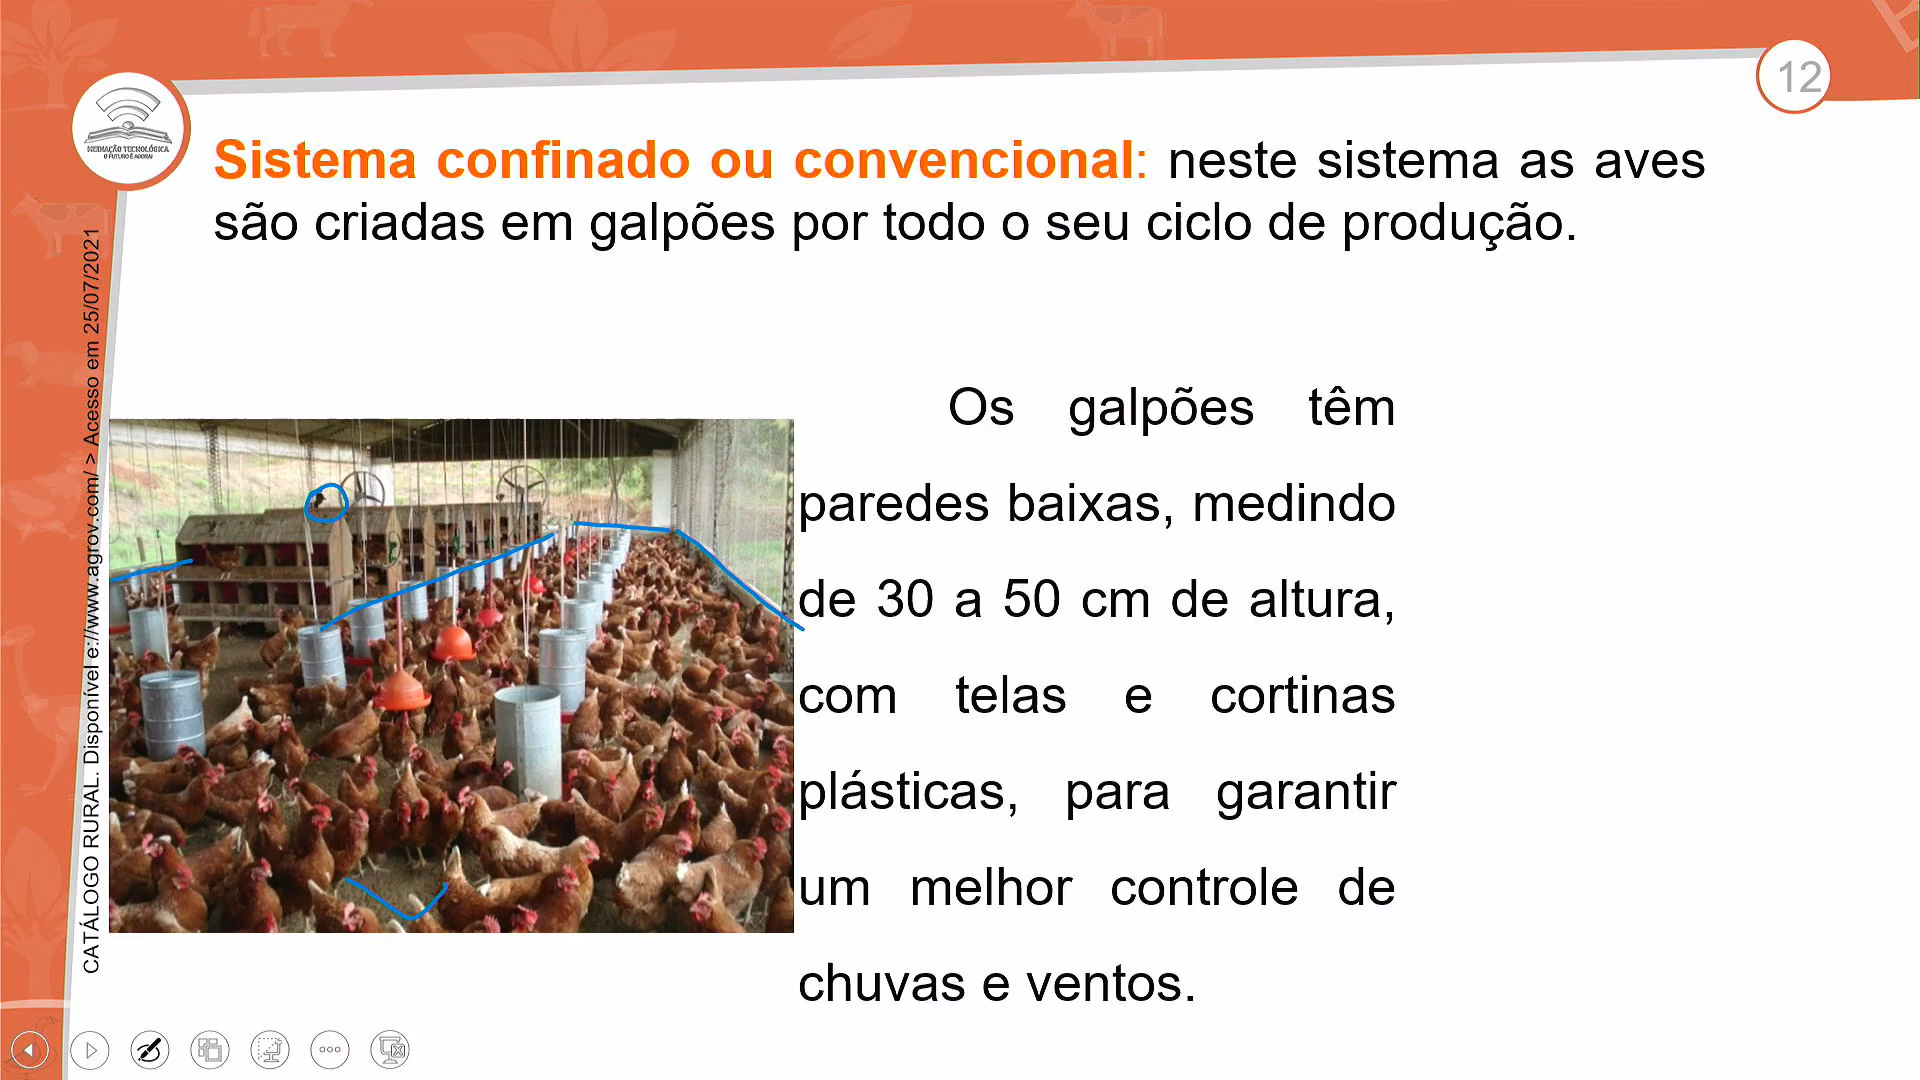 12
MEDIAÇÃO TECNOLÓGICA
O FUTURO É AGORA!
Sistema confinado ou convencional: neste sistema as aves
são criadas em galpões por todo o seu ciclo de produção.
CATÁLOGO RURAL. Disponível e://www.agrov.com/ > Acesso em 25/07/2021
Os galpões têm
paredes baixas, medindo
de 30 a 50 cm de altura,
com telas e cortinas
plásticas, para garantir
um melhor controle de
chuvas e ventos.